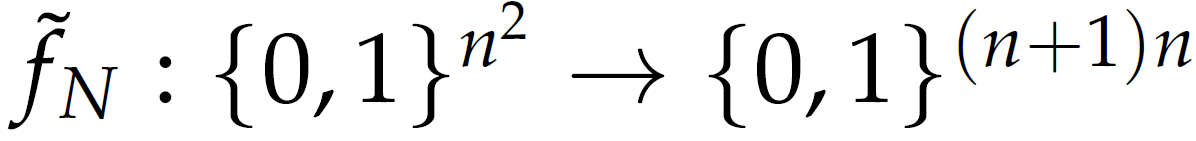 f̃_N : {0, 1}^{n^2} → {0, 1}^{(n+1)n}